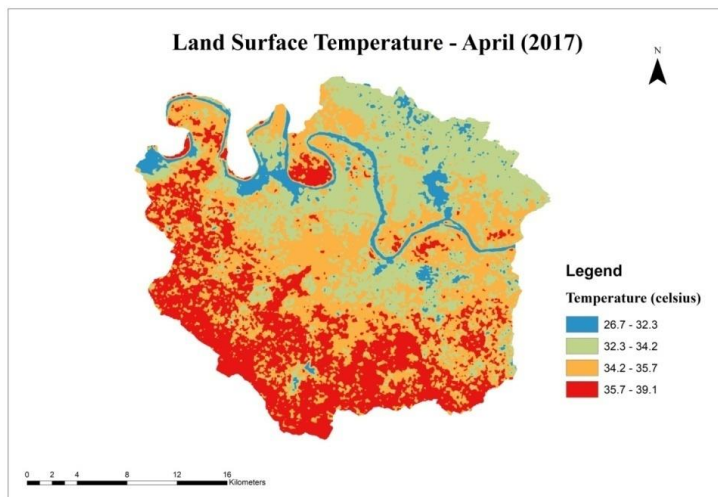 Land Surface Temperature - April (2017)
N
Legend
Temperature (celsius)
26.7 - 32.3
32.3 - 34.2
34.2 - 35.7
35.7 - 39.1
0 2 4 8 12 16
Kilometers